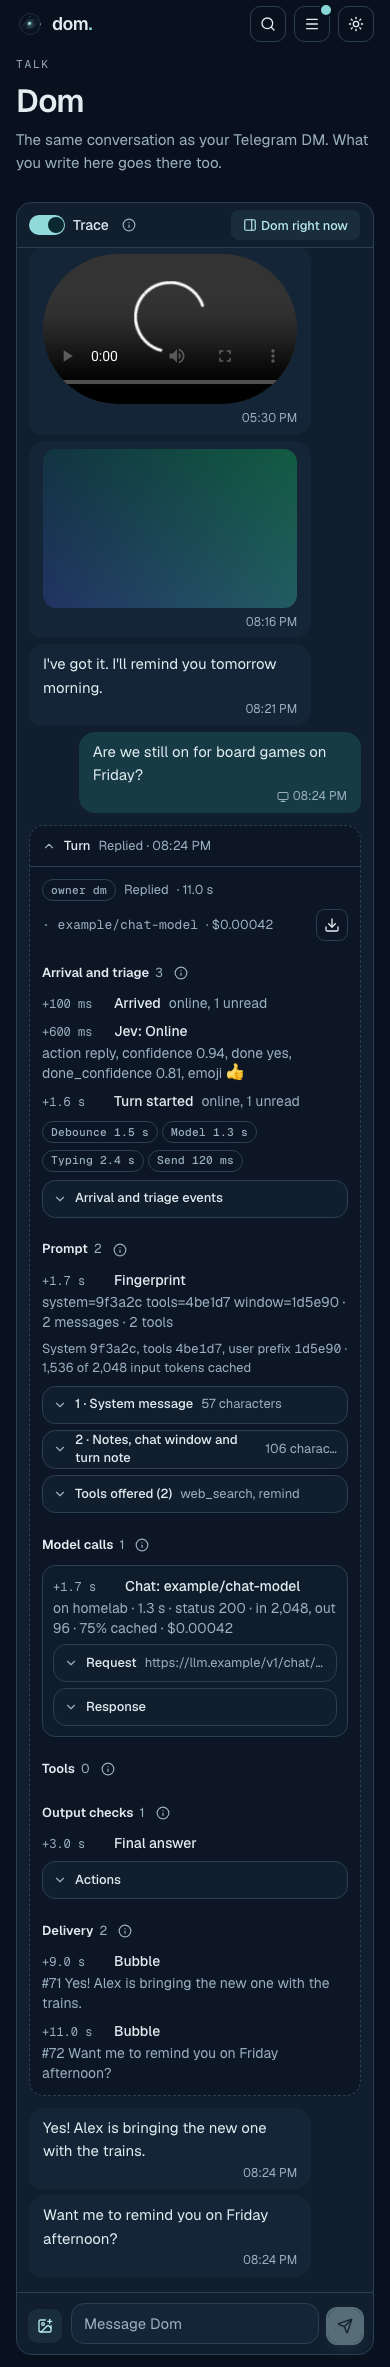 dom.
TALK
Dom
The same conversation as your Telegram DM. What
you write here goes there too.
Trace
Dom right now
0:00
05:30 PM
08:16 PM
I've got it. I'll remind you tomorrow
morning.
08:21 PM
Are we still on for board games on
Friday?
08:24 PM
Turn Replied · 08:24 PM
owner dm Replied · 11.0 s
· example/chat-model · $0.00042
Arrival and triage 3
+100 ms Arrived online, 1 unread
+600 ms Jev: Online
action reply, confidence 0.94, done yes,
done_confidence 0.81, emoji 👍
+1.6 s Turn started online, 1 unread
Debounce 1.5 s Model 1.3 s
Typing 2.4 s Send 120 ms
Arrival and triage events
Prompt 2
+1.7 s Fingerprint
system=9f3a2c tools=4be1d7 window=1d5e90 ·
2 messages · 2 tools
System 9f3a2c, tools 4be1d7, user prefix 1d5e90 ·
1,536 of 2,048 input tokens cached
1 · System message 57 characters
2 · Notes, chat window and
turn note 106 charac…
Tools offered (2) web_search, remind
Model calls 1
+1.7 s Chat: example/chat-model
on homelab · 1.3 s · status 200 · in 2,048, out
96 · 75% cached · $0.00042
Request https://llm.example/v1/chat/…
Response
Tools 0
Output checks 1
+3.0 s Final answer
Actions
Delivery 2
+9.0 s Bubble
#71 Yes! Alex is bringing the new one with the
trains.
+11.0 s Bubble
#72 Want me to remind you on Friday
afternoon?
Yes! Alex is bringing the new one
with the trains.
08:24 PM
Want me to remind you on Friday
afternoon?
08:24 PM
Message Dom